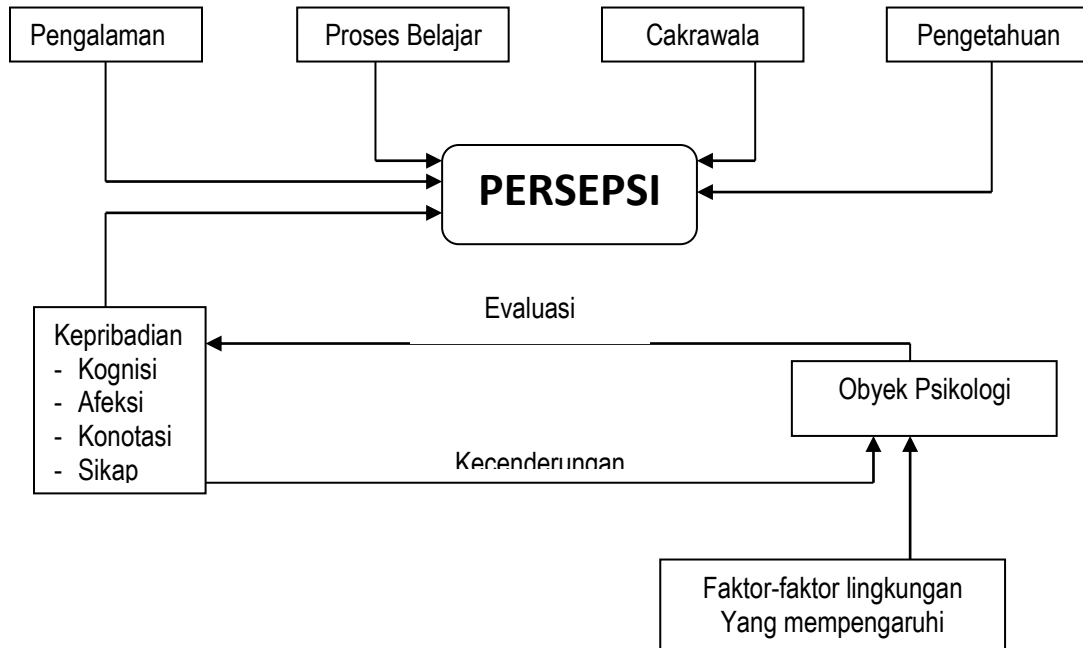 Pengalaman
Proses Belajar
Cakrawala
Pengetahuan
PERSEPSI
Evaluasi
Kepribadian
- Kognisi
- Afeksi
- Konotasi
- Sikap
Obyek Psikologi
Kecenderungan
Faktor-faktor lingkungan
Yang mempengaruhi